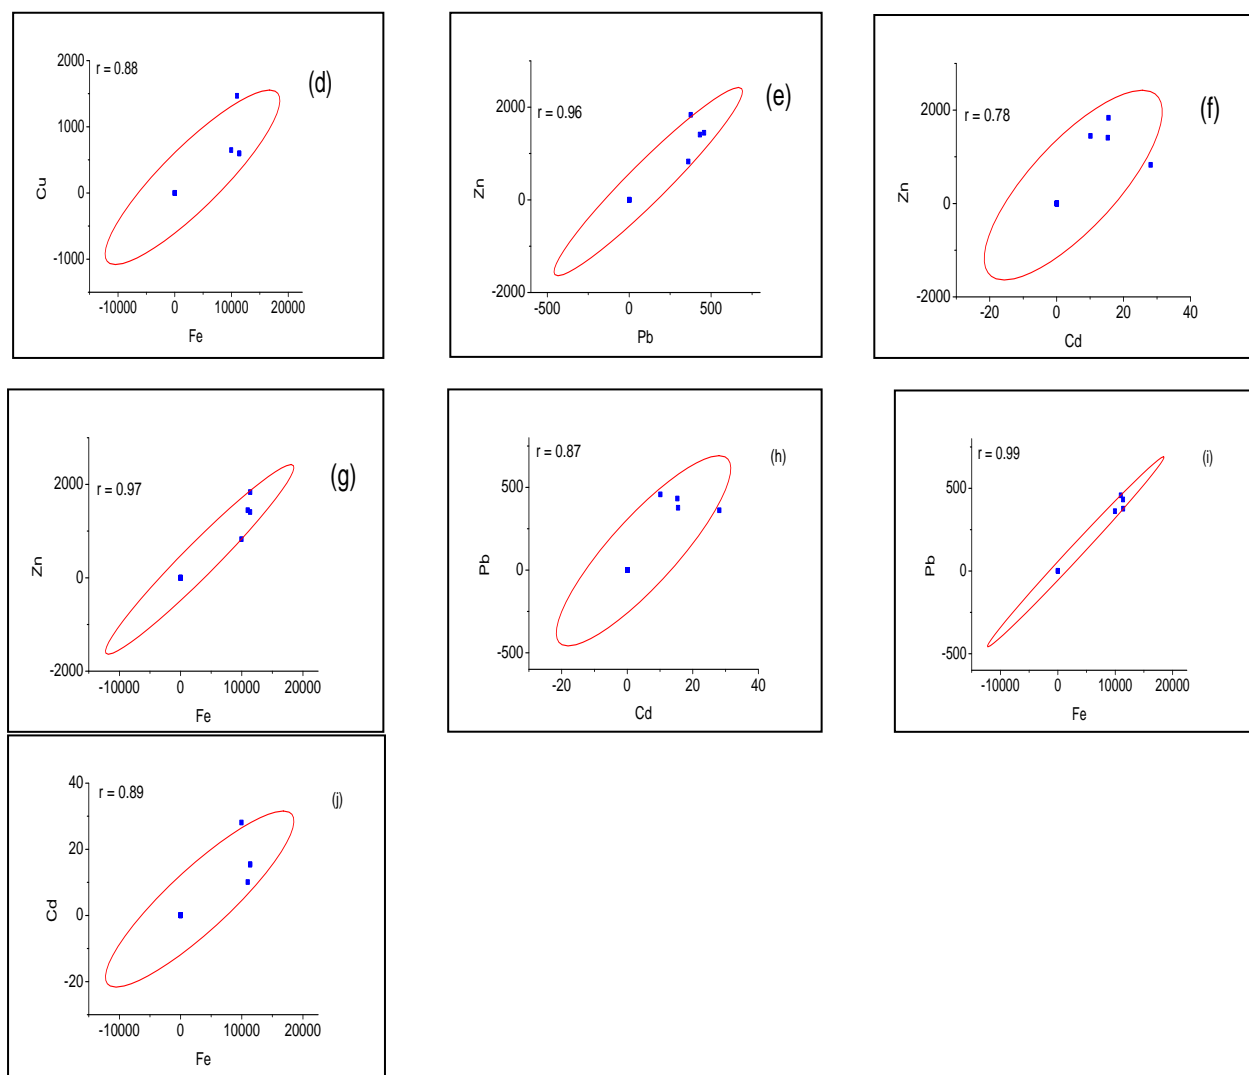 (d)
r = 0.88
2000
1000
0
-1000
Cu
-10000 0 10000 20000
Fe
(e)
r = 0.96
2000
0
-2000
Zn
-500 0 500
Pb
(f)
r = 0.78
2000
0
-2000
Zn
-20 0 20 40
Cd
(g)
r = 0.97
2000
0
-2000
Zn
-10000 0 10000 20000
Fe
(h)
r = 0.87
500
0
-500
Pb
-20 0 20 40
Cd
(i)
r = 0.99
500
0
-500
Pb
-10000 0 10000 20000
Fe
(j)
r = 0.89
40
20
0
-20
Cd
-10000 0 10000 20000
Fe